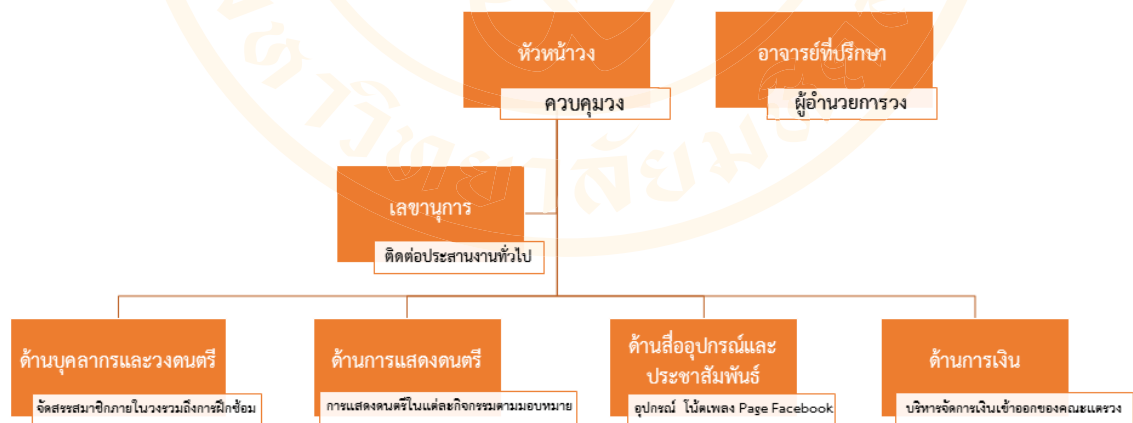 หัวหน้าวง
อาจารย์ที่ปรึกษา
ควบคุมวง
ผู้อำนวยการวง
เลขานุการ
ติดต่อประสานงานทั่วไป
ด้านบุคลากรและวงดนตรี
จัดสรรสมาชิกภายในวงรวมถึงการฝึกซ้อม
ด้านการแสดงดนตรี
การแสดงดนตรีในแต่ละกิจกรรมตามมอบหมาย
ด้านสื่ออุปกรณ์และ
ประชาสัมพันธ์
อุปกรณ์ โน้ตเพลง Page Facebook
ด้านการเงิน
บริหารจัดการเงินเข้าออกของคณะแตรวง